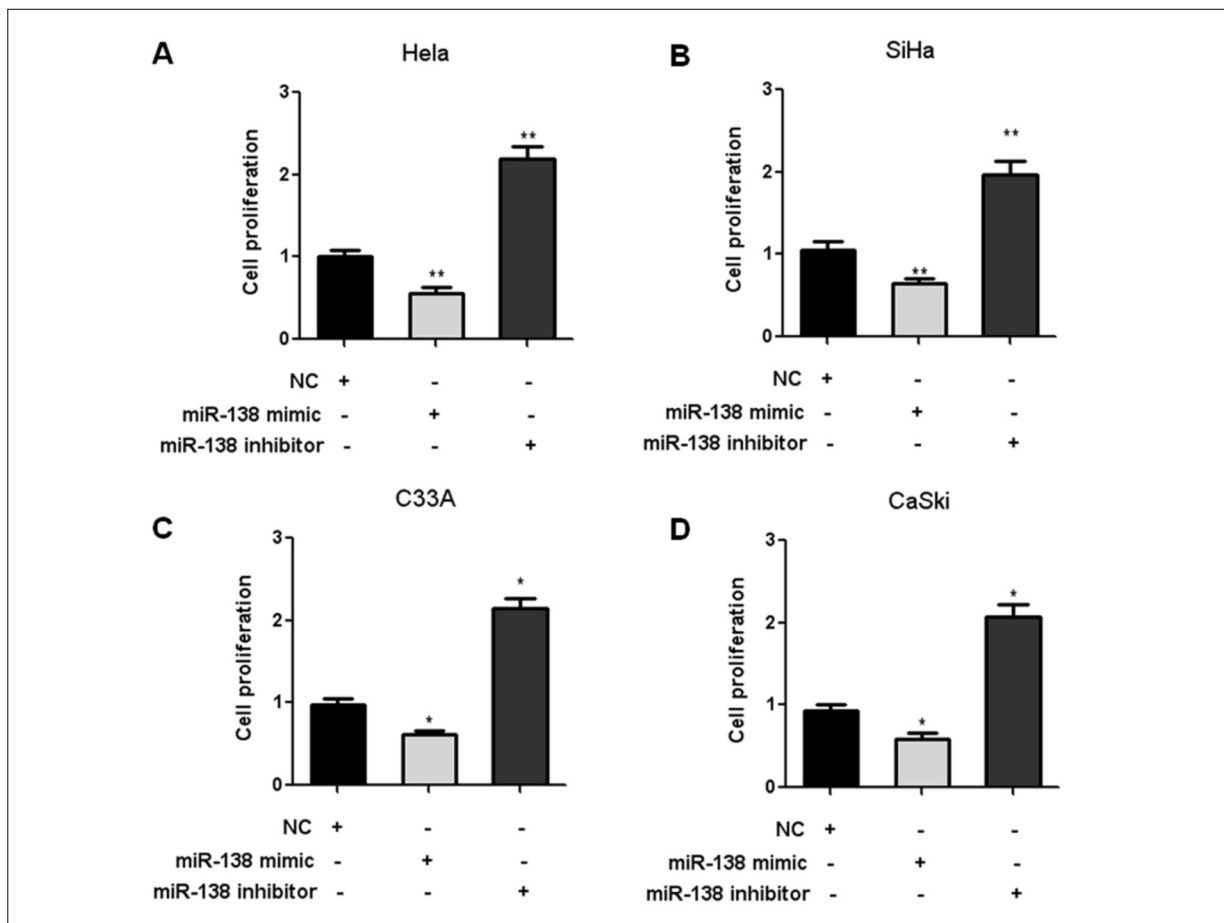 A
Hela
Cell proliferation
3
**
2
1
**
0
NC + - -
miR-138 mimic - + -
miR-138 inhibitor - - +
B
SiHa
Cell proliferation
3
**
2
1
**
0
NC + - -
miR-138 mimic - + -
miR-138 inhibitor - - +
C
C33A
Cell proliferation
3
*
2
1
*
0
NC + - -
miR-138 mimic - + -
miR-138 inhibitor - - +
D
CaSki
Cell proliferation
3
*
2
1
*
0
NC + - -
miR-138 mimic - + -
miR-138 inhibitor - - +